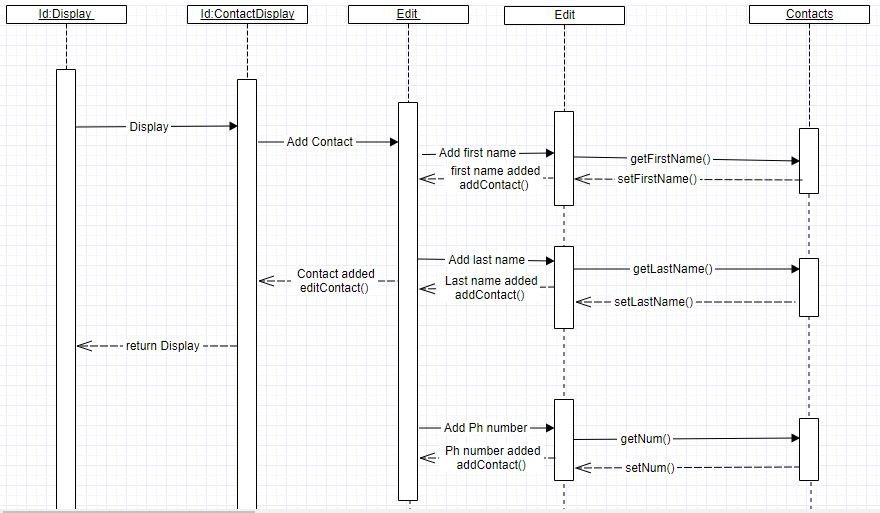 Id:Display
Id:ContactDisplay
Edit
Edit
Contacts
Display
Add Contact
Add first name
getFirstName()
first name added
addContact()
setFirstName()
Add last name
getLastName()
Contact added
editContact()
Last name added
addContact()
setLastName()
return Display
Add Ph number
getNum()
Ph number added
addContact()
setNum()